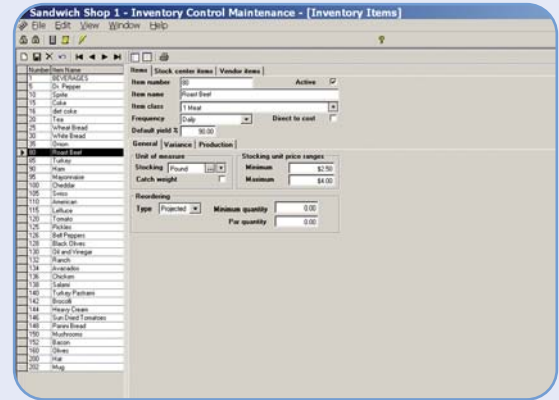 Sandwich Shop 1 - Inventory Control Maintenance - [Inventory Items]
File Edit View Window Help
Number Item Name
1 BEVERAGES
5 Dr. Pepper
10 Sprite
15 Coke
16 diet coke
20 Tea
25 Wheat Bread
30 White Bread
35 Onion
80 Roast Beef
85 Turkey
90 Ham
95 Mayonnaise
100 Cheddar
105 Swiss
110 American
115 Lettuce
120 Tomato
125 Pickles
126 Bell Peppers
128 Black Olives
130 Oil and Vinegar
132 Ranch
134 Avacados
136 Chicken
138 Salami
140 Turkey Pastrami
142 Brocolli
144 Heavy Cream
146 Sun Dried Tomatoes
148 Panini Bread
150 Mushrooms
152 Bacon
160 Olives
200 Hat
202 Mug
Items Stock center items Vendor items
Item number 80 Active
Item name Roast Beef
Item class 1 Meat
Frequency Daily Direct to cost
Default yield % 90.00
General Variance Production
Unit of measure
Stocking Pound ...
Catch weight
Stocking unit price ranges
Minimum $2.50
Maximum $4.00
Reordering
Type Projected Minimum quantity 0.00
Par quantity 0.00